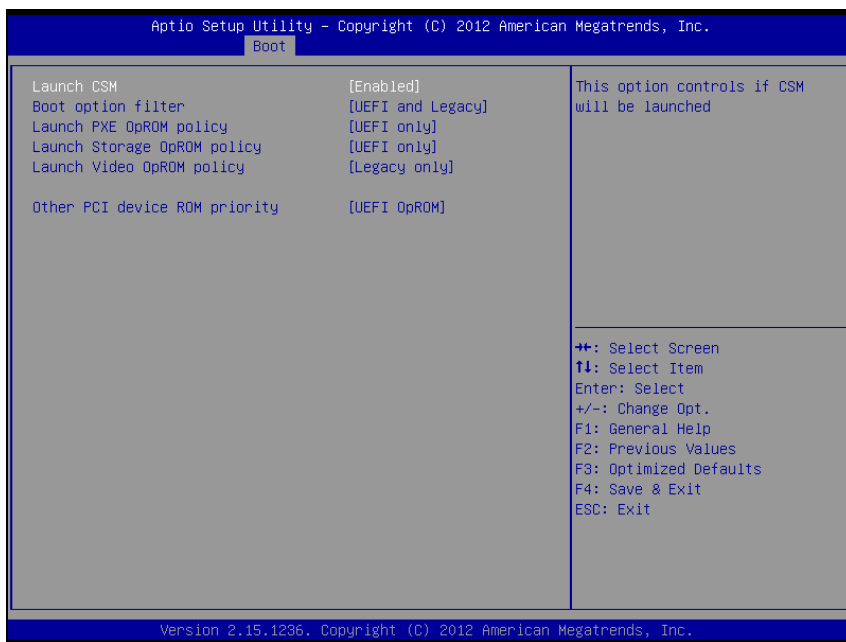 Aptio Setup Utility – Copyright (C) 2012 American Megatrends, Inc.
Boot
Launch CSM [Enabled]
Boot option filter [UEFI and Legacy]
Launch PXE OpROM policy [UEFI only]
Launch Storage OpROM policy [UEFI only]
Launch Video OpROM policy [Legacy only]
Other PCI device ROM priority [UEFI OpROM]
This option controls if CSM
will be launched
→←: Select Screen
↑↓: Select Item
Enter: Select
+/-: Change Opt.
F1: General Help
F2: Previous Values
F3: Optimized Defaults
F4: Save & Exit
ESC: Exit
Version 2.15.1236. Copyright (C) 2012 American Megatrends, Inc.